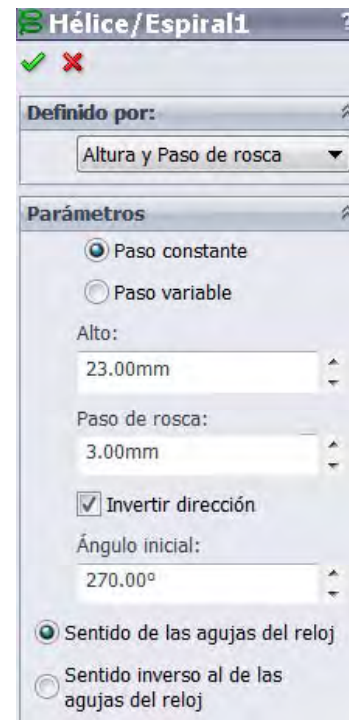 Hélice/Espiral1 ?
Definido por:
Altura y Paso de rosca
Parámetros
Paso constante
Paso variable
Alto:
23.00mm
Paso de rosca:
3.00mm
Invertir dirección
Ángulo inicial:
270.00º
Sentido de las agujas del reloj
Sentido inverso al de las
agujas del reloj